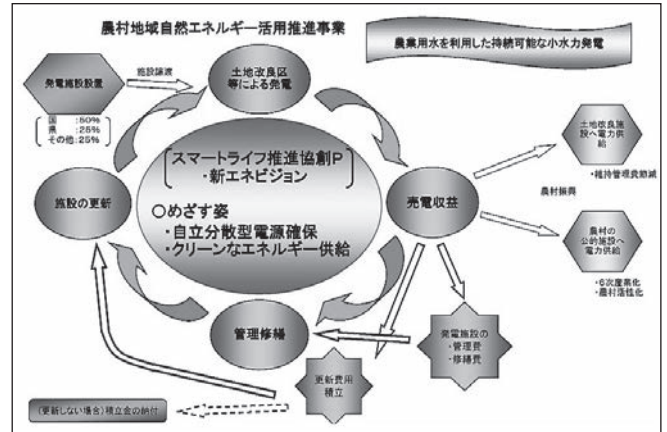 農村地域自然エネルギー活用推進事業
農業用水を利用した持続可能な小水力発電
発電施設設置
施設譲渡
国 :50%
県 :25%
その他:25%
土地改良区
等による発電
スマートライフ推進協創P
・新エネビジョン
○めざす姿
・自立分散型電源確保
・クリーンなエネルギー供給
施設の更新
売電収益
管理修繕
土地改良施
設へ電力供
給
・維持管理費節減
農村振興
農村の
公的施設へ
電力供給
・6次産業化
・農村活性化
発電施設の
・管理費
・修繕費
更新費用
積立
(更新しない場合)積立金の納付